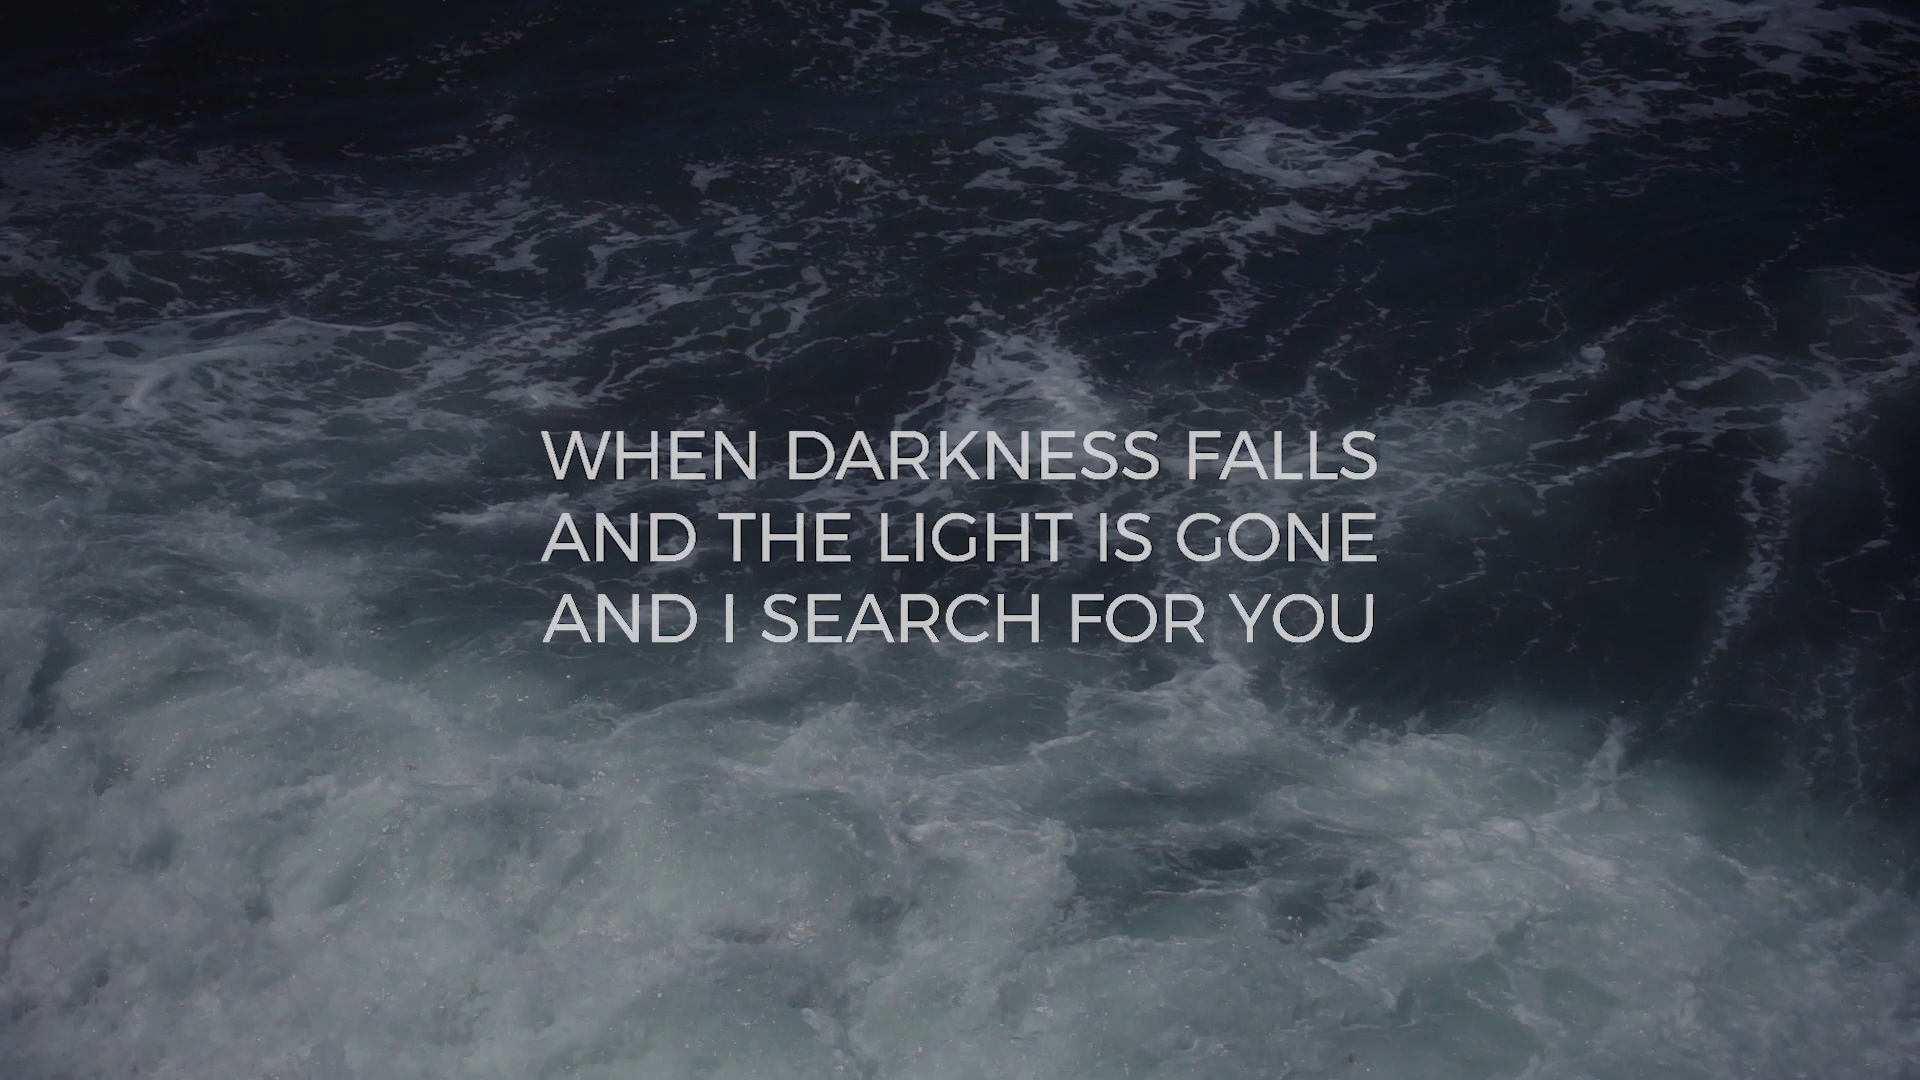 WHEN DARKNESS FALLS
AND THE LIGHT IS GONE
AND I SEARCH FOR YOU